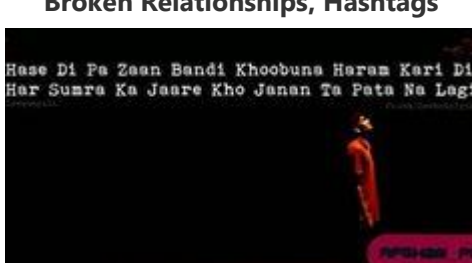 Broken Relationships, Hashtags
Hase Di Pa Zaan Bandi Khoobuna Haram Kari Di
Har Sumra Ka Jaare Kho Janan Ta Pata Na Lagi